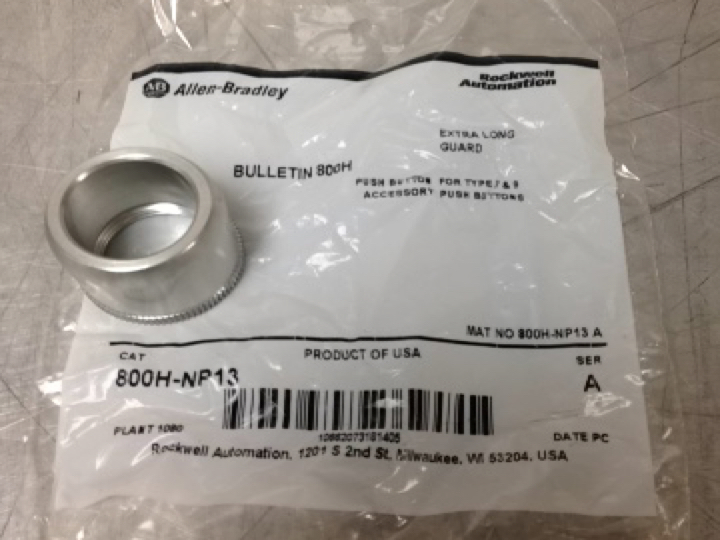 AB Allen-Bradley
Rockwell Automation
EXTRA LONG GUARD
BULLETIN 800H
PUSH BUTTON ACCESSORY
FOR TYPE 7 & 9 PUSH BUTTONS
MAT NO 800H-NP13 A
CAT
PRODUCT OF USA
SER
800H-NP13
A
PLANT 1080
10662073181405
DATE PC
Rockwell Automation, 1201 S 2nd St, Milwaukee, WI 53204, USA